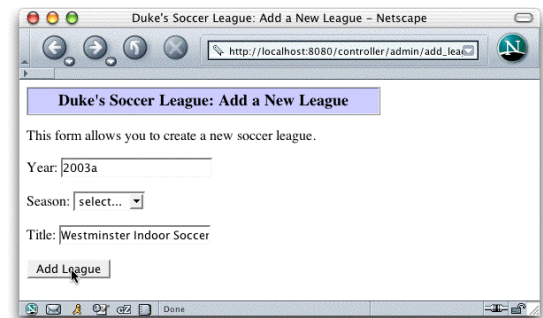 Duke's Soccer League: Add a New League – Netscape
http://localhost:8080/controller/admin/add_lea
N
Duke's Soccer League: Add a New League
This form allows you to create a new soccer league.
Year: 2003a
Season: select...
Title: Westminster Indoor Soccer
Add League
Done